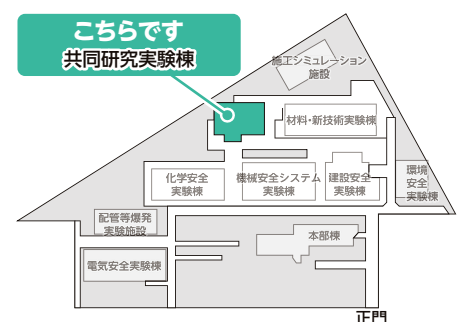 こちらです
共同研究実験棟
施工シミュレーション
施設
材料・新技術実験棟
化学安全
実験棟
機械安全システム
実験棟
建設安全
実験棟
環境
安全
実験棟
配管等爆発
実験施設
本部棟
電気安全実験棟
正門